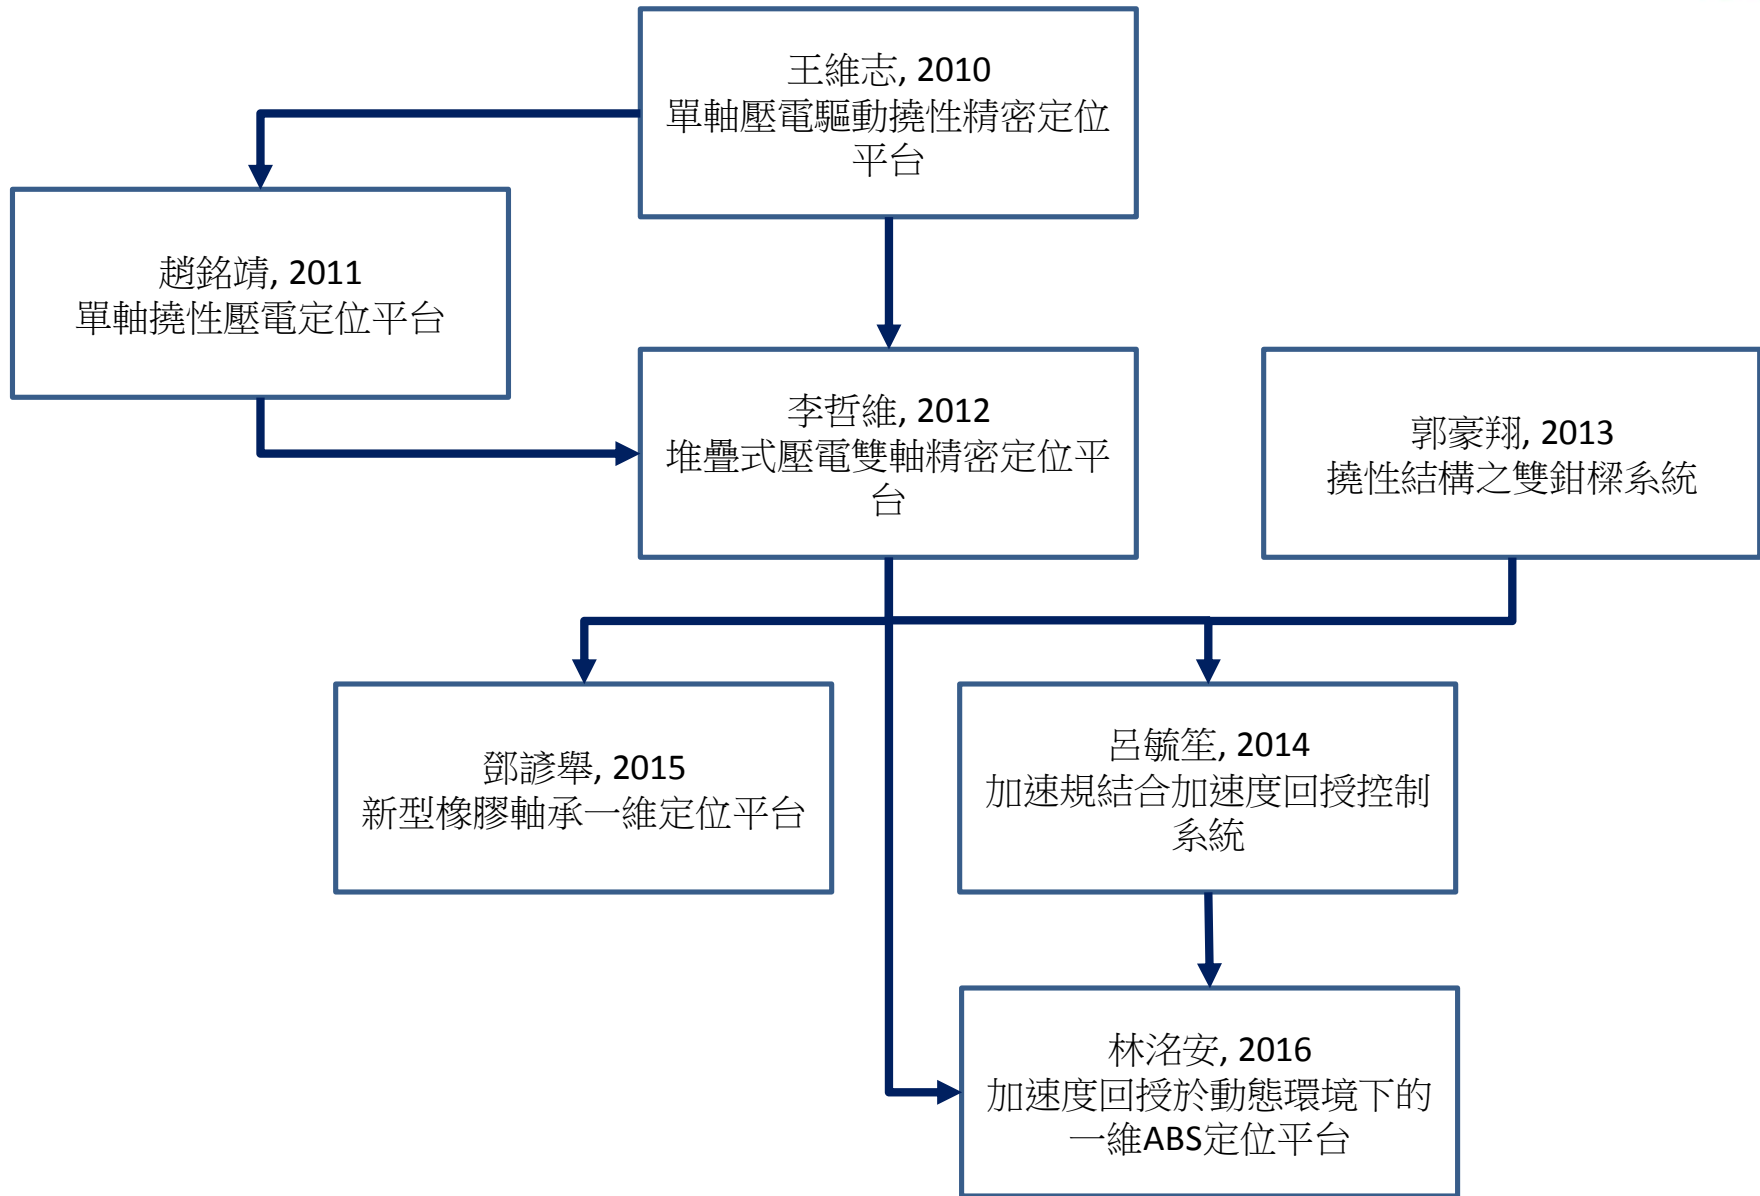 王維志, 2010
單軸壓電驅動撓性精密定位
平台
趙銘靖, 2011
單軸撓性壓電定位平台
李哲維, 2012
堆疊式壓電雙軸精密定位平
台
郭豪翔, 2013
撓性結構之雙鉗樑系統
鄧諺舉, 2015
新型橡膠軸承一維定位平台
呂毓笙, 2014
加速規結合加速度回授控制
系統
林洺安, 2016
加速度回授於動態環境下的
一維ABS定位平台